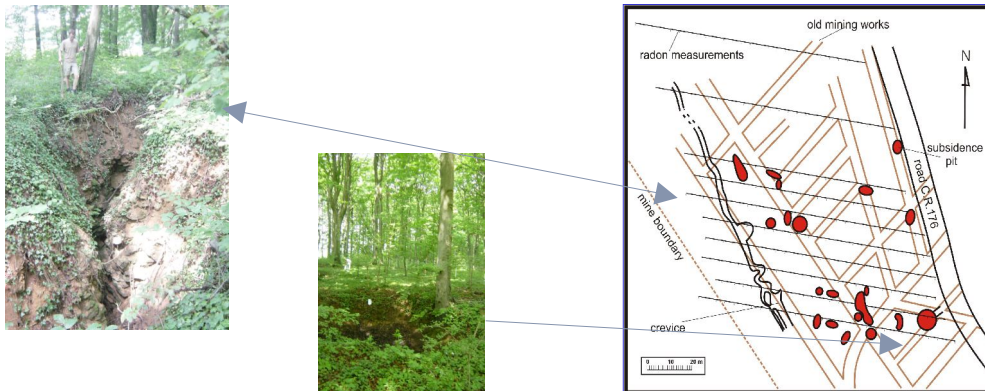 old mining works
radon measurements
N
subsidence
pit
road C.R.176
mine boundary
crevice
0 10 20 m